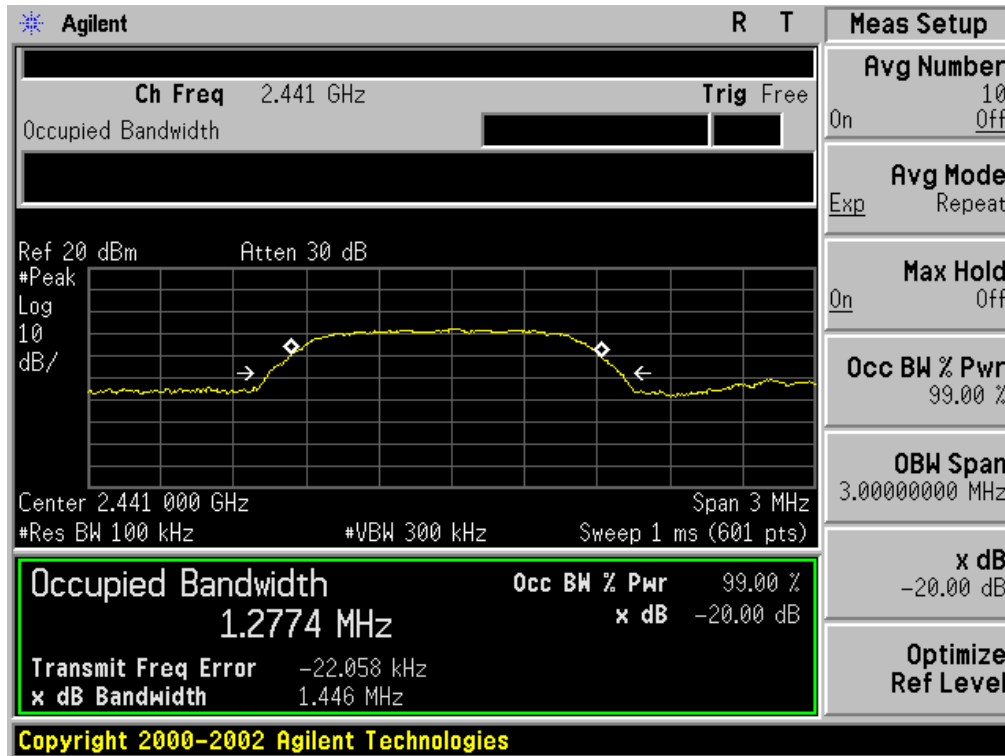 Agilent R T
Ch Freq 2.441 GHz Trig Free
Occupied Bandwidth
Ref 20 dBm Atten 30 dB
#Peak
Log
10
dB/
Center 2.441 000 GHz Span 3 MHz
#Res BW 100 kHz #VBW 300 kHz Sweep 1 ms (601 pts)
Occupied Bandwidth Occ BW % Pwr 99.00 %
1.2774 MHz x dB -20.00 dB
Transmit Freq Error -22.058 kHz
x dB Bandwidth 1.446 MHz
Copyright 2000-2002 Agilent Technologies
Meas Setup
Avg Number
10
On Off
Avg Mode
Exp Repeat
Max Hold
On Off
Occ BW % Pwr
99.00 %
OBW Span
3.00000000 MHz
x dB
-20.00 dB
Optimize
Ref Level